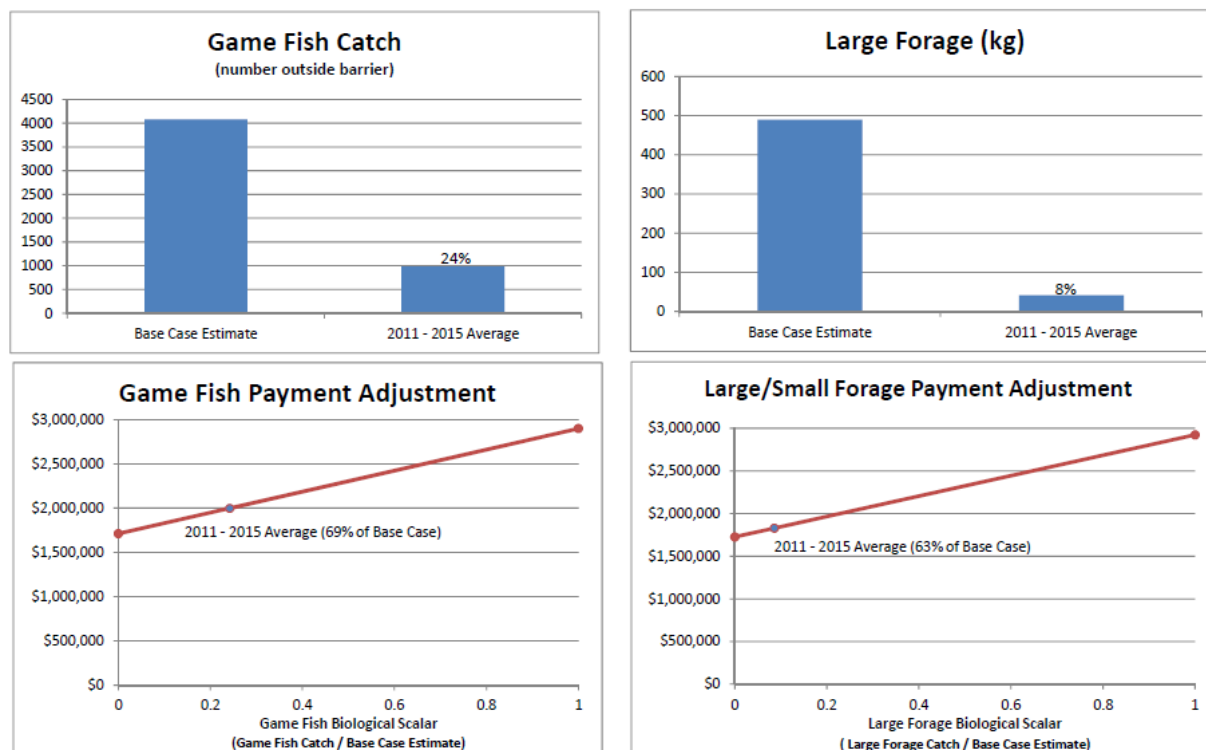 Game Fish Catch
(number outside barrier)
4500
4000
3500
3000
2500
2000
1500
1000
500
0
24%
Base Case Estimate
2011 - 2015 Average
Large Forage (kg)
600
500
400
300
200
100
0
8%
Base Case Estimate
2011 - 2015 Average
Game Fish Payment Adjustment
$3,000,000
$2,500,000
$2,000,000
$1,500,000
$1,000,000
$500,000
$0
2011 - 2015 Average (69% of Base Case)
0 0.2 0.4 0.6 0.8 1
Game Fish Biological Scalar
(Game Fish Catch / Base Case Estimate)
Large/Small Forage Payment Adjustment
$3,000,000
$2,500,000
$2,000,000
$1,500,000
$1,000,000
$500,000
$0
2011 - 2015 Average (63% of Base Case)
0 0.2 0.4 0.6 0.8 1
Large Forage Biological Scalar
( Large Forage Catch / Base Case Estimate)